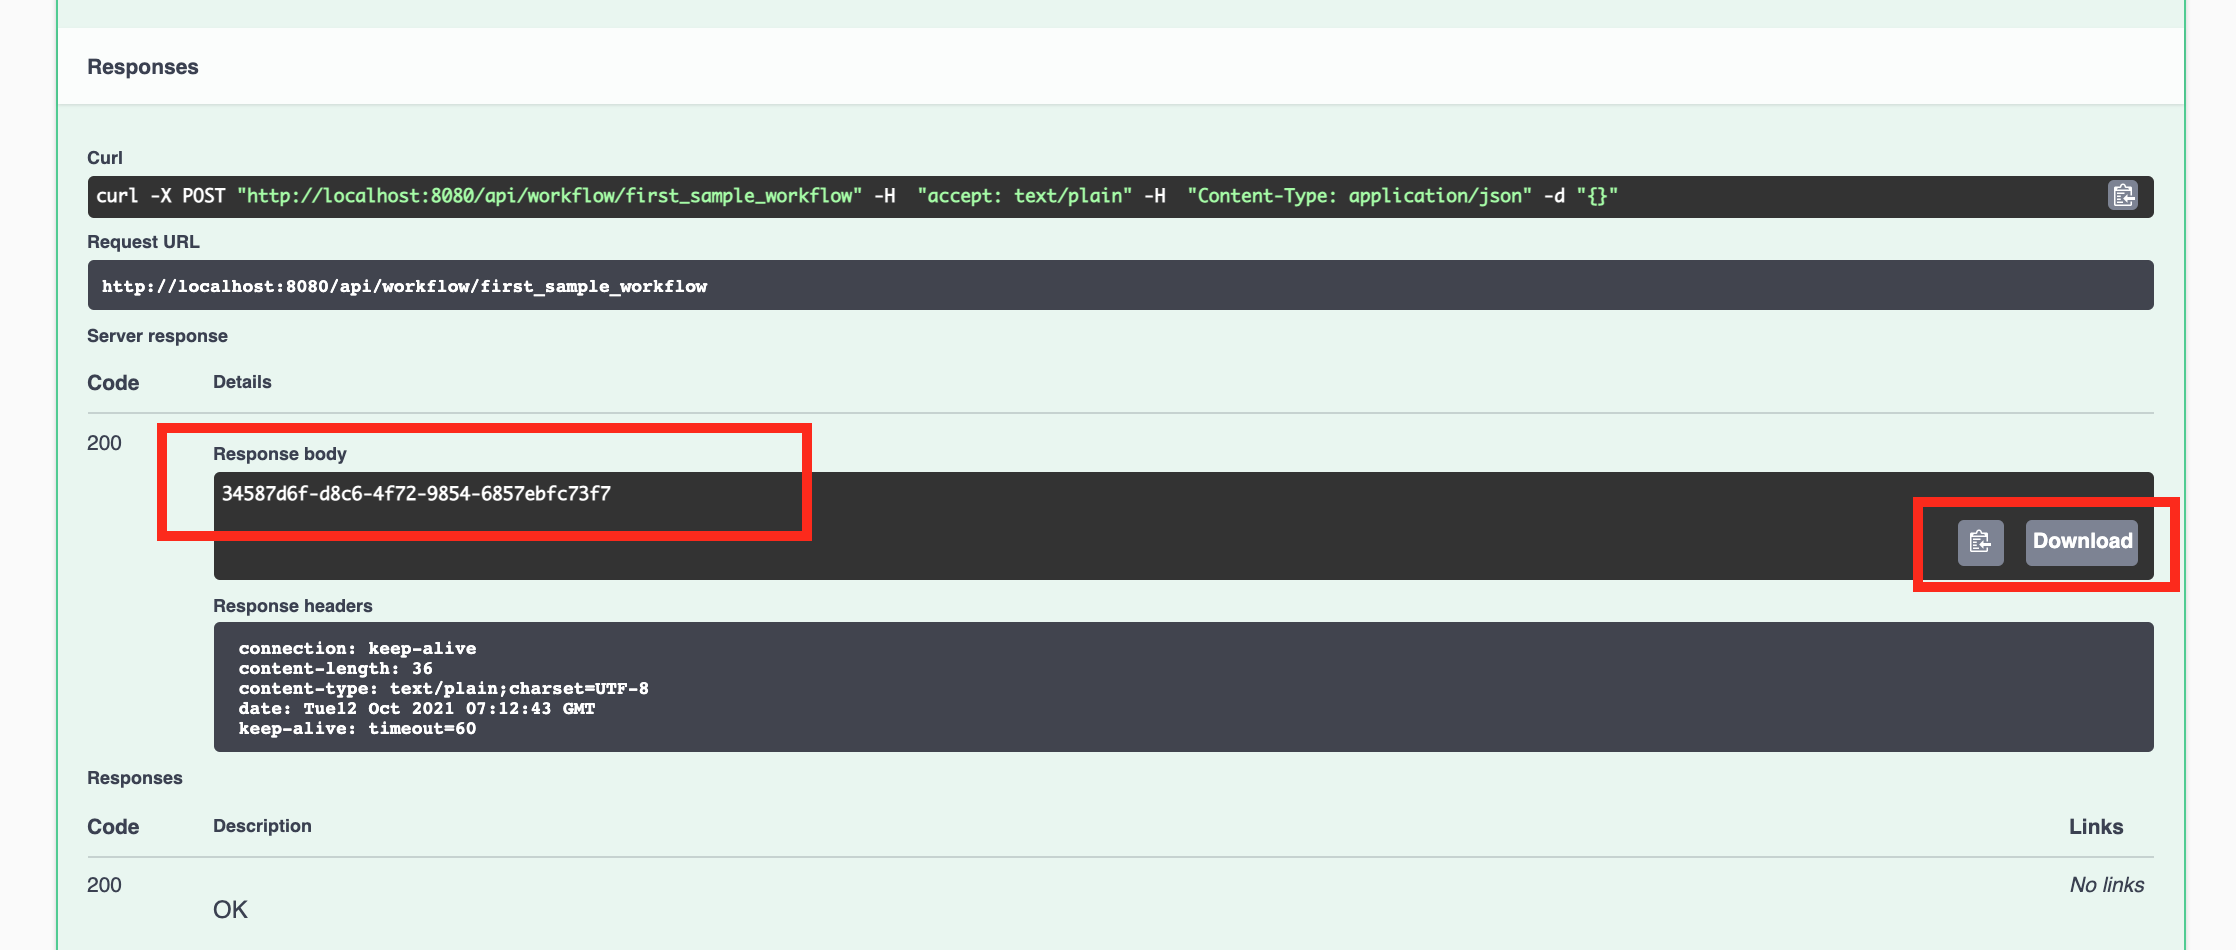 Responses
Curl
curl -X POST "http://localhost:8080/api/workflow/first_sample_workflow" -H  "accept: text/plain" -H  "Content-Type: application/json" -d "{}"
Request URL
http://localhost:8080/api/workflow/first_sample_workflow
Server response
Code Details
200
Response body
34587d6f-d8c6-4f72-9854-6857ebfc73f7
Download
Response headers
connection: keep-alive
content-length: 36
content-type: text/plain;charset=UTF-8
date: Tue12 Oct 2021 07:12:43 GMT
keep-alive: timeout=60
Responses
Code Description Links
200 No links
OK